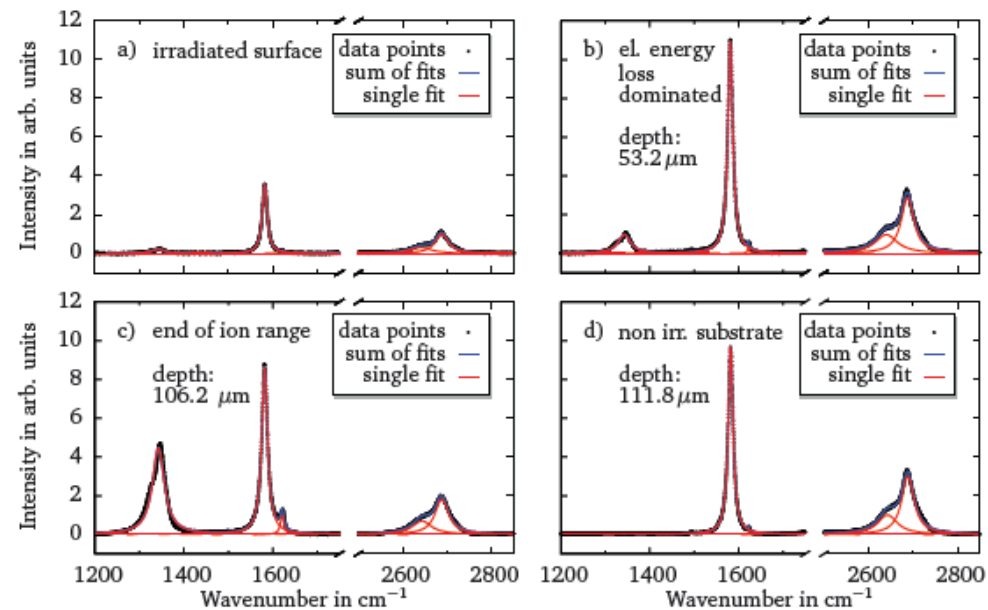 12
10
8
6
4
2
0
Intensity in arb. units
a) irradiated surface
data points
sum of fits
single fit
b) el. energy
loss
dominated
depth:
53.2 μm
data points
sum of fits
single fit
12
10
8
6
4
2
0
Intensity in arb. units
c) end of ion range
depth:
106.2 μm
data points
sum of fits
single fit
d) non irr. substrate
depth:
111.8 μm
data points
sum of fits
single fit
1200 1400 1600 2600 2800
Wavenumber in cm⁻¹
1200 1400 1600 2600 2800
Wavenumber in cm⁻¹